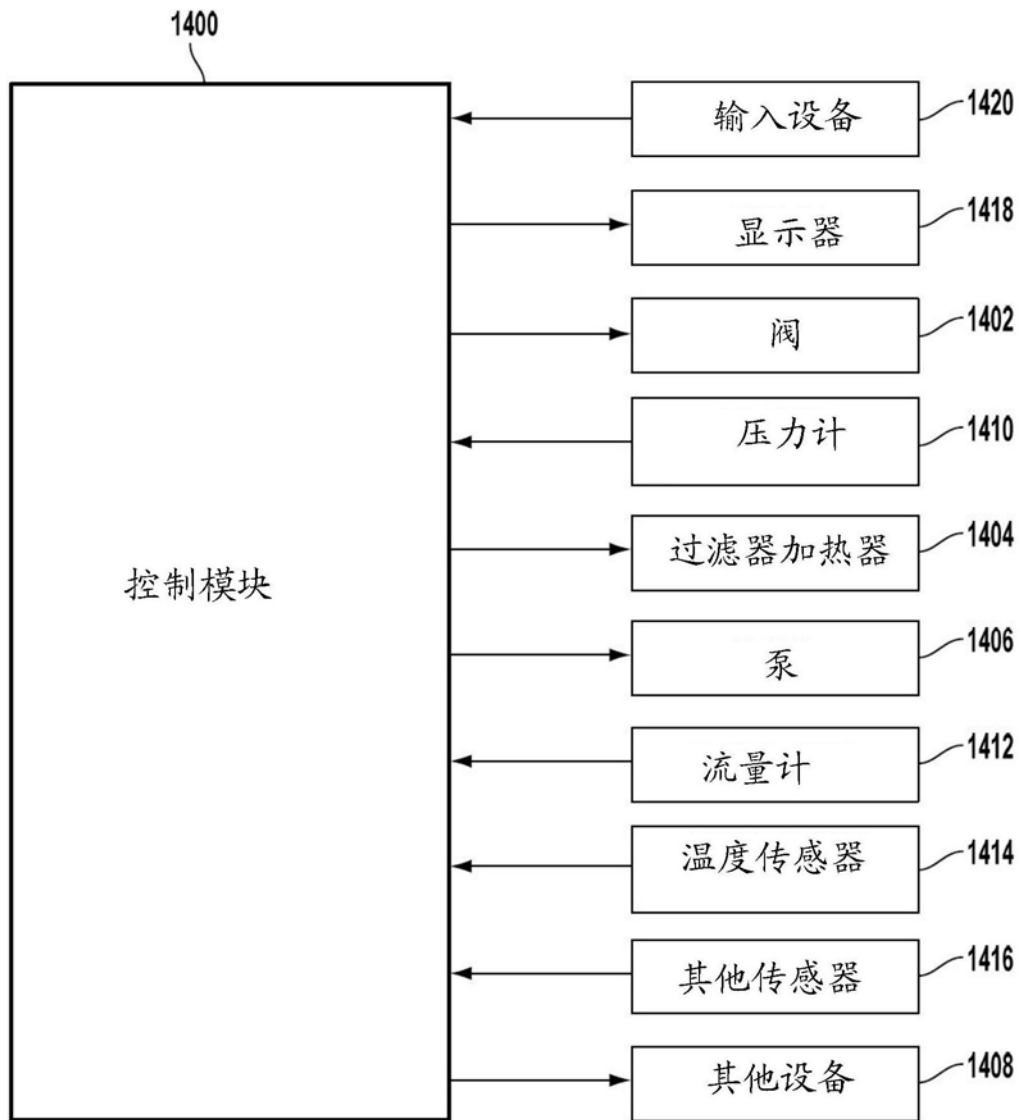 1400
输入设备
1420
显示器
1418
阀
1402
压力计
1410
过滤器加热器
1404
控制模块
泵
1406
流量计
1412
温度传感器
1414
其他传感器
1416
其他设备
1408